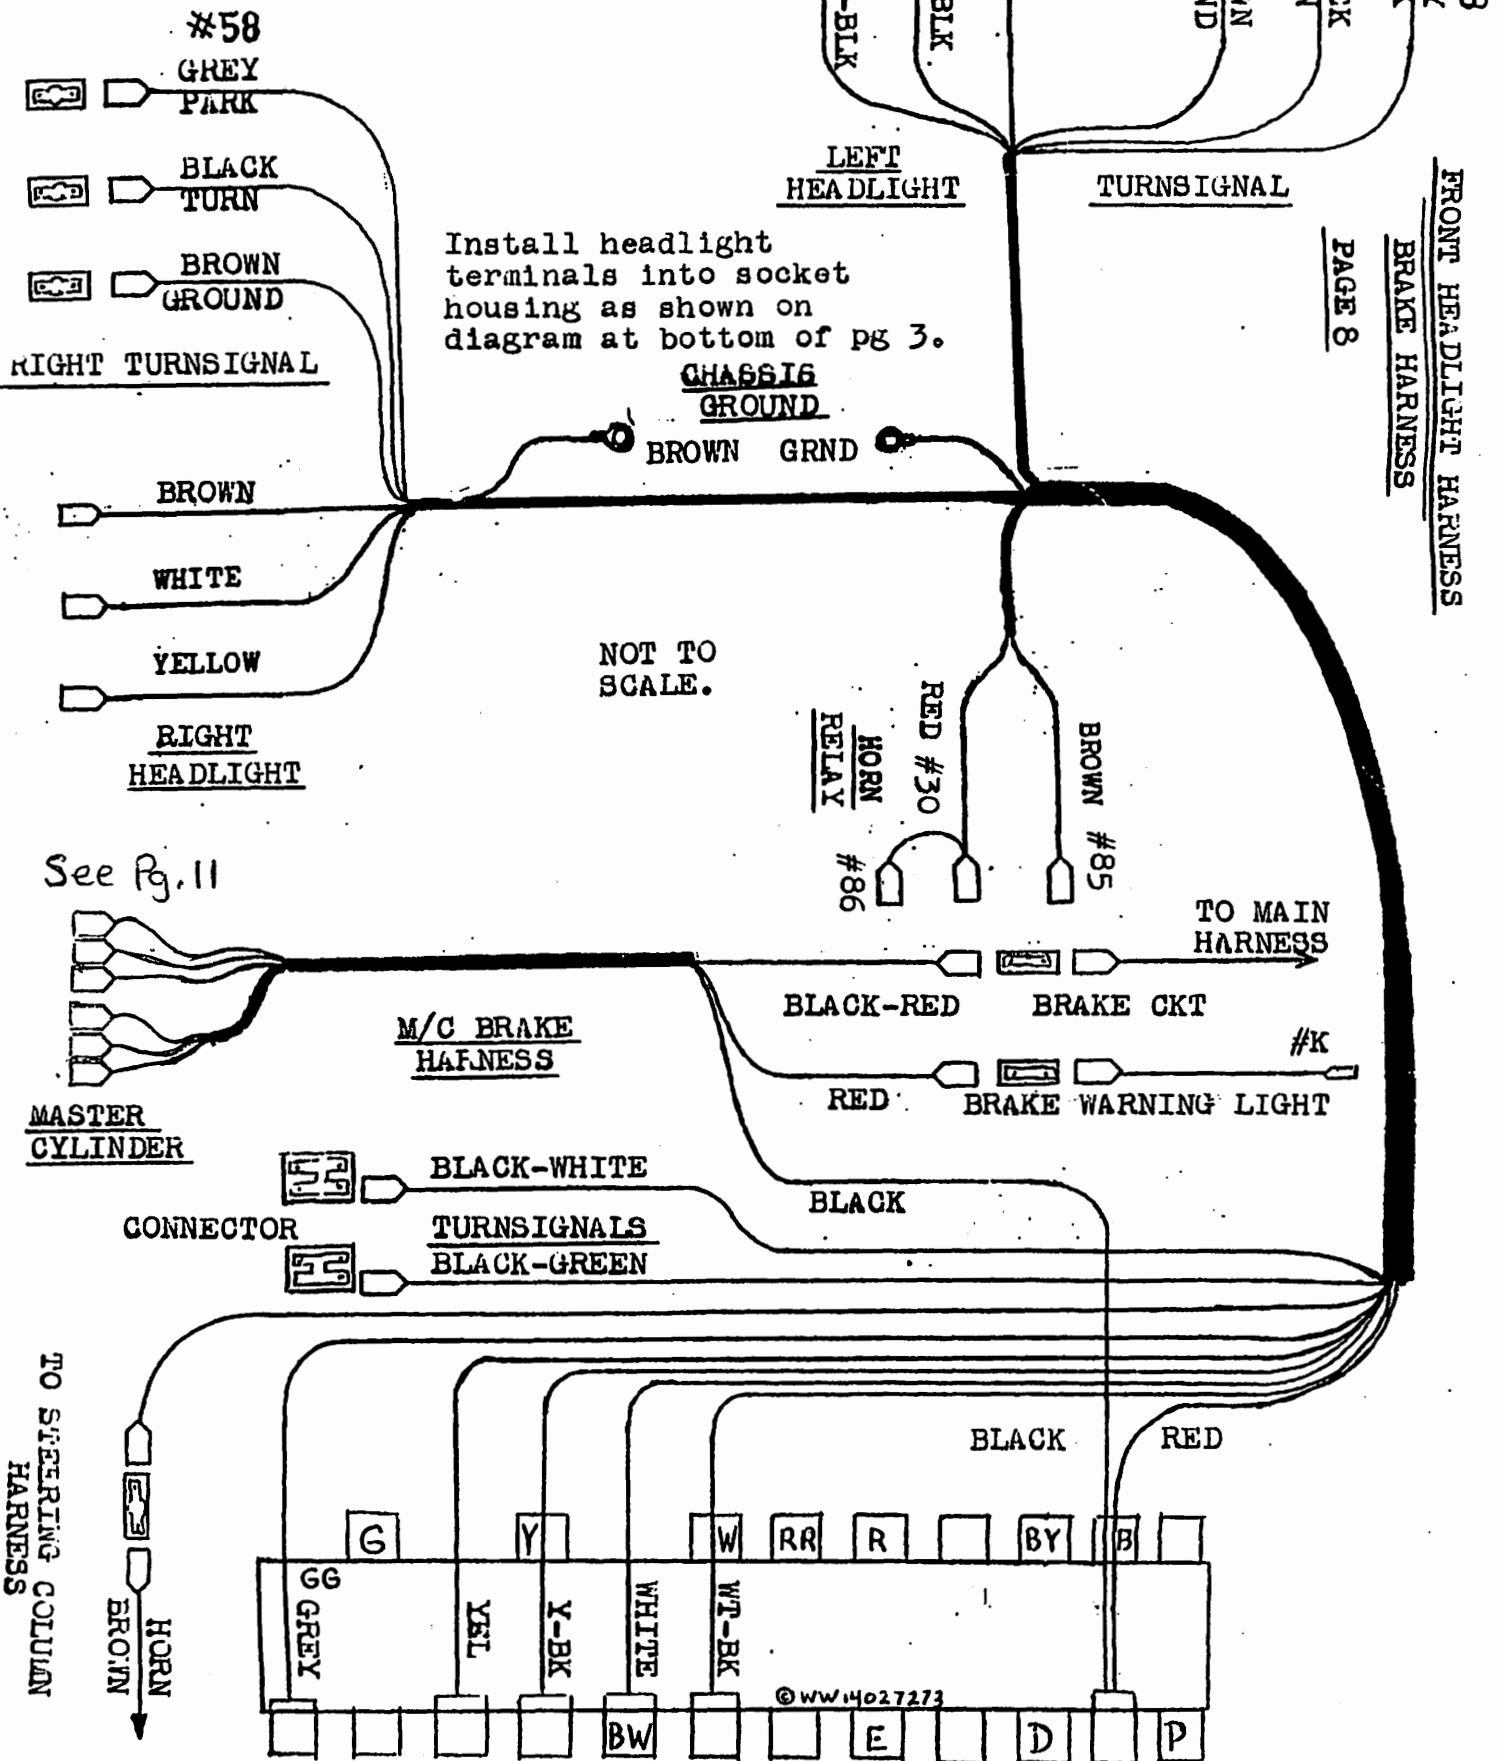 #58
GREY
PARK
BLACK
TURN
BROWN
GROUND
RIGHT TURNSIGNAL
-BLK
BLK
LEFT
HEADLIGHT
TURNSIGNAL
FRONT HEADLIGHT HARNESS
BRAKE HARNESS
PAGE 8
Install headlight
terminals into socket
housing as shown on
diagram at bottom of pg 3.
CHASSIS
GROUND
BROWN GRND
BROWN
WHITE
YELLOW
RIGHT
HEADLIGHT
NOT TO
SCALE.
HORN
RELAY
RED #30
BROWN #85
#86
See Pg. 11
TO MAIN
HARNESS
BLACK-RED
BRAKE CKT
#K
RED
BRAKE WARNING LIGHT
M/C BRAKE
HARNESS
MASTER
CYLINDER
BLACK-WHITE
BLACK
CONNECTOR
TURNSIGNALS
BLACK-GREEN
TO STEERING COLUMN
HARNESS
HORN
BROWN
BLACK
RED
G
Y
W
RR
R
BY
B
GG
GREY
YEL
Y-BK
WHITE
WT-BK
©WW14027273
BW
E
D
P